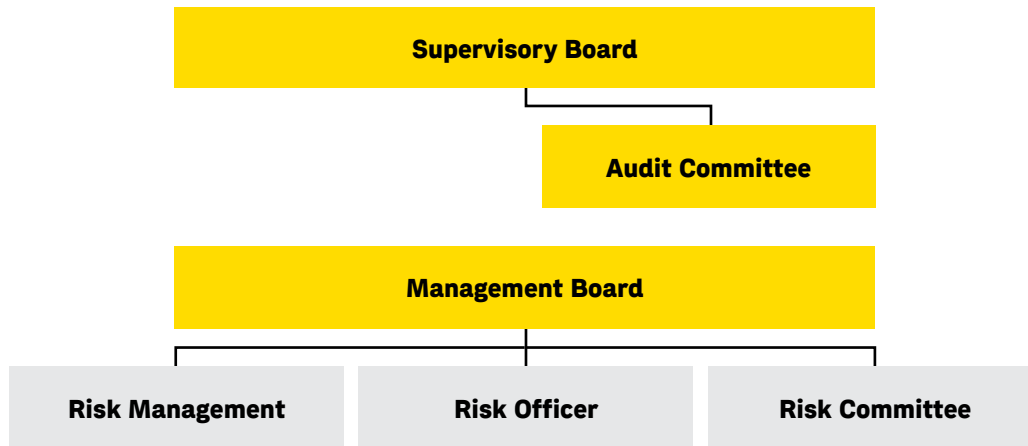 Supervisory Board
Audit Committee
Management Board
Risk Management
Risk Officer
Risk Committee